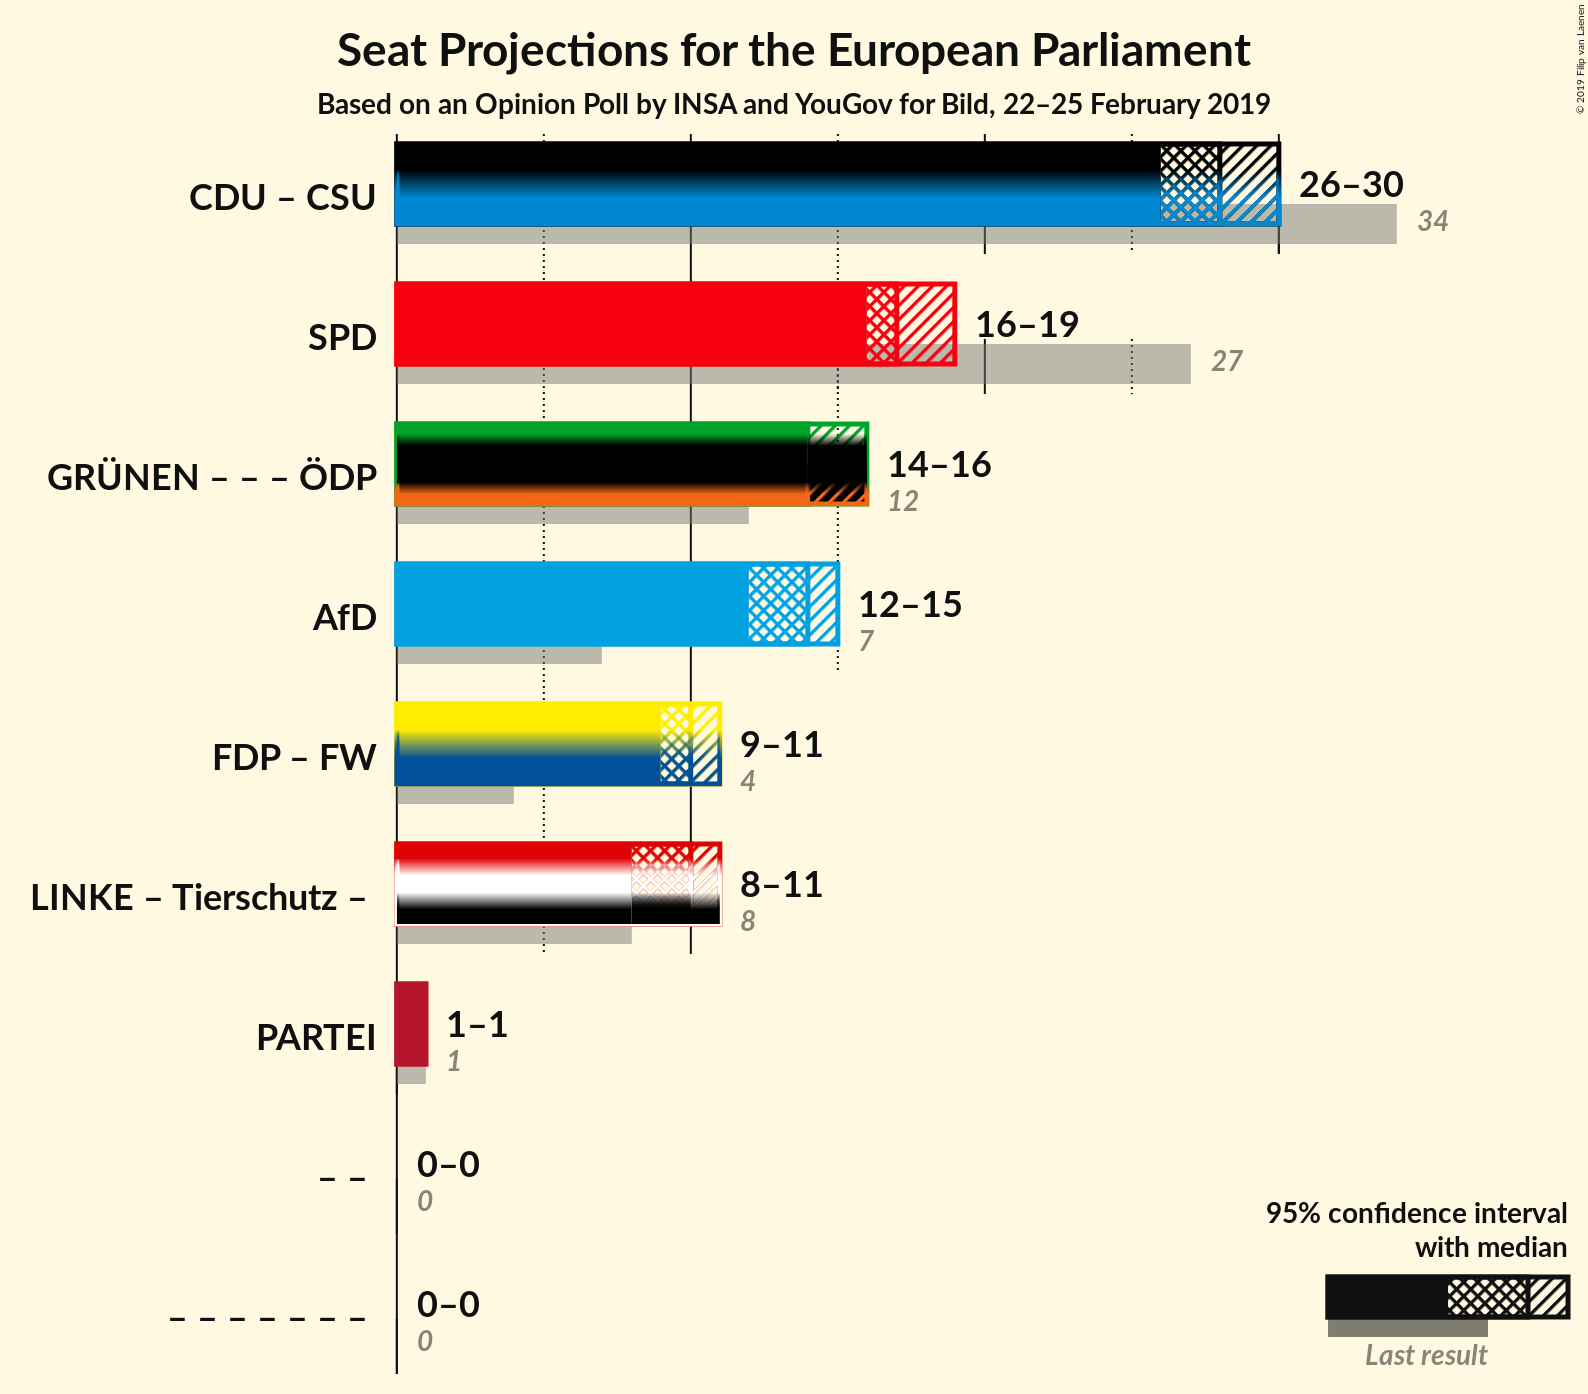 Seat Projections for the European Parliament
Based on an Opinion Poll by INSA and YouGov for Bild, 22–25 February 2019
© 2019 Filip van Laenen
CDU – CSU
26–30
34
SPD
16–19
27
GRÜNEN – – – ÖDP
14–16
12
AfD
12–15
7
FDP – FW
9–11
4
LINKE – Tierschutz –
8–11
8
PARTEI
1–1
1
– –
0–0
0
– – – – – – –
0–0
0
95% confidence interval
with median
Last result